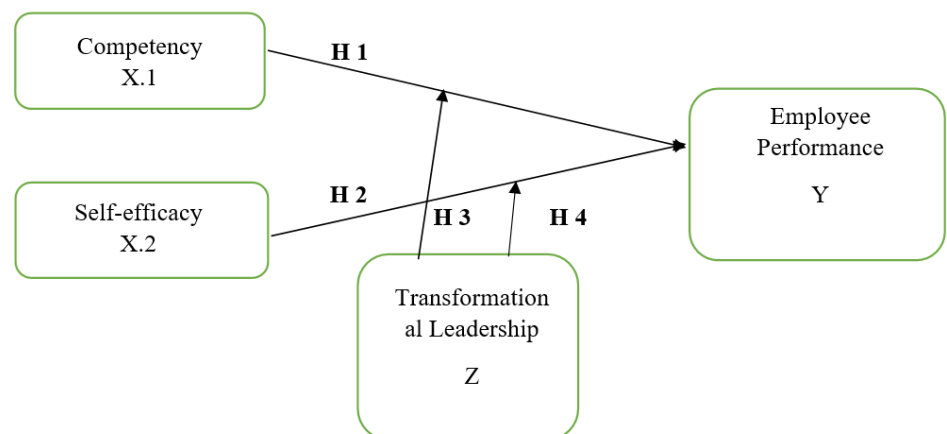 Competency
X.1
H 1
Employee
Performance
Y
Self-efficacy
X.2
H 2
H 3
H 4
Transformation
al Leadership
Z